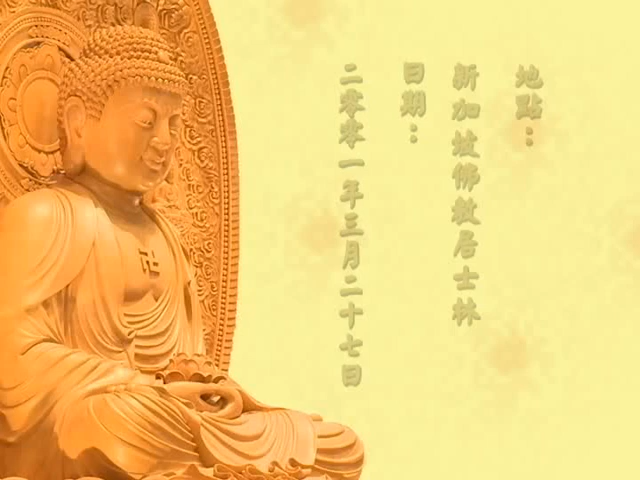 地點：
新加坡佛教居士林
日期：
二零零一年三月二十七日